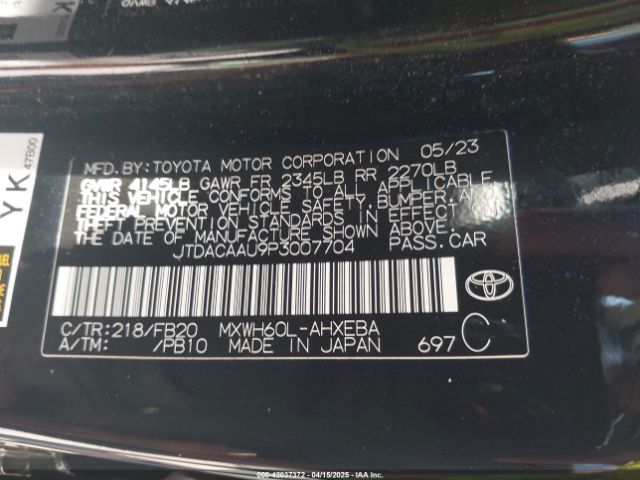 YK
47B00
MFD.BY:TOYOTA MOTOR CORPORATION 05/23
GVWR 4145LB GAWR FR 2345LB RR 2270LB
THIS VEHICLE CONFORMS TO ALL APPLICABLE
FEDERAL MOTOR VEHICLE SAFETY,BUMPER,AND
THEFT PREVENTION STANDARDS IN EFFECT ON
THE DATE OF MANUFACTURE SHOWN ABOVE.
JTDACAAU9P3007704 PASS.CAR
C/TR:218/FB20 MXWH60L-AHXEBA
A/TM: /PB10 MADE IN JAPAN 697 C
000-42037372 - 04/15/2025 - IAA Inc.